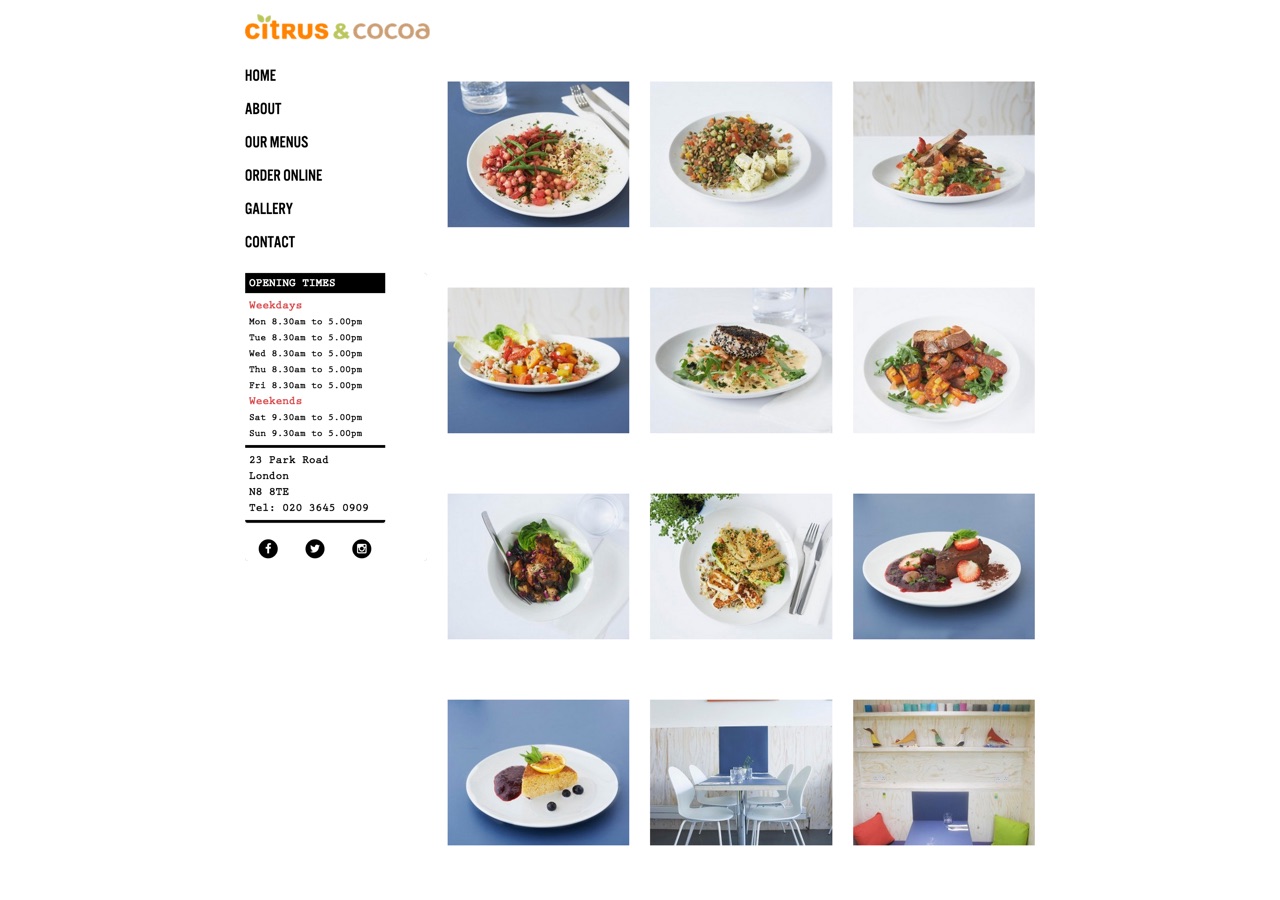 citrus & cocoa
HOME
ABOUT
OUR MENUS
ORDER ONLINE
GALLERY
CONTACT
OPENING TIMES
Weekdays
Mon 8.30am to 5.00pm
Tue 8.30am to 5.00pm
Wed 8.30am to 5.00pm
Thu 8.30am to 5.00pm
Fri 8.30am to 5.00pm
Weekends
Sat 9.30am to 5.00pm
Sun 9.30am to 5.00pm
23 Park Road
London
N8 8TE
Tel: 020 3645 0909